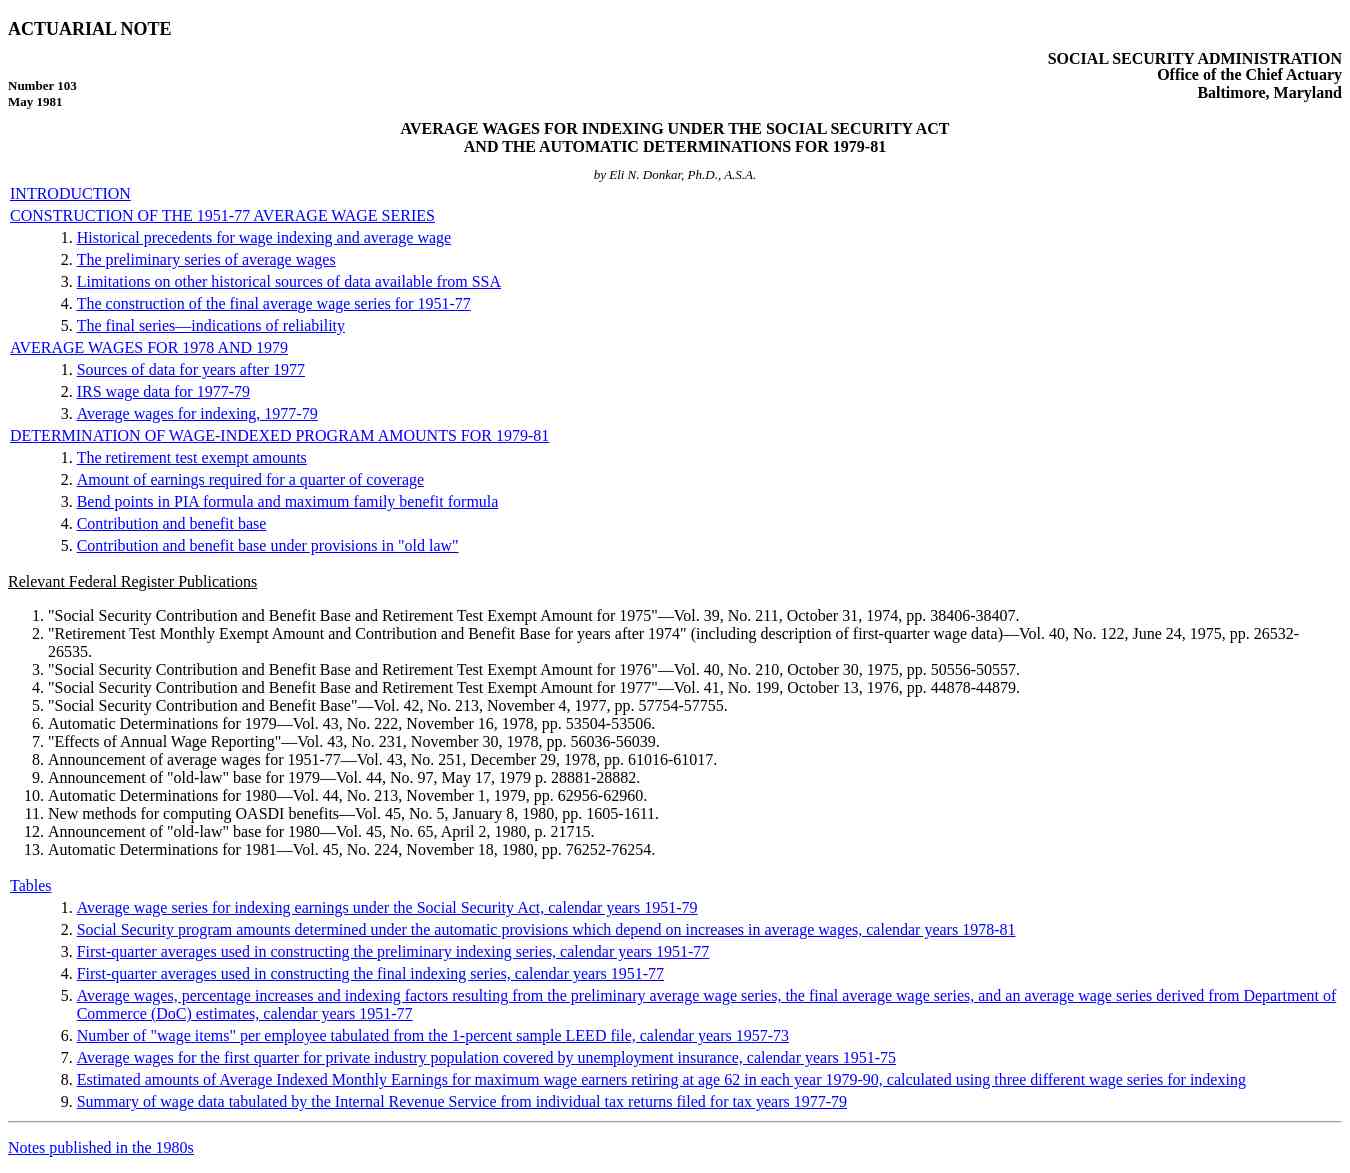 ACTUARIAL NOTE
SOCIAL SECURITY ADMINISTRATION
Office of the Chief Actuary
Baltimore, Maryland
Number 103
May 1981
AVERAGE WAGES FOR INDEXING UNDER THE SOCIAL SECURITY ACT
AND THE AUTOMATIC DETERMINATIONS FOR 1979-81
by Eli N. Donkar, Ph.D., A.S.A.
INTRODUCTION
CONSTRUCTION OF THE 1951-77 AVERAGE WAGE SERIES
1. Historical precedents for wage indexing and average wage
2. The preliminary series of average wages
3. Limitations on other historical sources of data available from SSA
4. The construction of the final average wage series for 1951-77
5. The final series—indications of reliability
AVERAGE WAGES FOR 1978 AND 1979
1. Sources of data for years after 1977
2. IRS wage data for 1977-79
3. Average wages for indexing, 1977-79
DETERMINATION OF WAGE-INDEXED PROGRAM AMOUNTS FOR 1979-81
1. The retirement test exempt amounts
2. Amount of earnings required for a quarter of coverage
3. Bend points in PIA formula and maximum family benefit formula
4. Contribution and benefit base
5. Contribution and benefit base under provisions in "old law"
Relevant Federal Register Publications
1. "Social Security Contribution and Benefit Base and Retirement Test Exempt Amount for 1975"—Vol. 39, No. 211, October 31, 1974, pp. 38406-38407.
2. "Retirement Test Monthly Exempt Amount and Contribution and Benefit Base for years after 1974" (including description of first-quarter wage data)—Vol. 40, No. 122, June 24, 1975, pp. 26532-
26535.
3. "Social Security Contribution and Benefit Base and Retirement Test Exempt Amount for 1976"—Vol. 40, No. 210, October 30, 1975, pp. 50556-50557.
4. "Social Security Contribution and Benefit Base and Retirement Test Exempt Amount for 1977"—Vol. 41, No. 199, October 13, 1976, pp. 44878-44879.
5. "Social Security Contribution and Benefit Base"—Vol. 42, No. 213, November 4, 1977, pp. 57754-57755.
6. Automatic Determinations for 1979—Vol. 43, No. 222, November 16, 1978, pp. 53504-53506.
7. "Effects of Annual Wage Reporting"—Vol. 43, No. 231, November 30, 1978, pp. 56036-56039.
8. Announcement of average wages for 1951-77—Vol. 43, No. 251, December 29, 1978, pp. 61016-61017.
9. Announcement of "old-law" base for 1979—Vol. 44, No. 97, May 17, 1979 p. 28881-28882.
10. Automatic Determinations for 1980—Vol. 44, No. 213, November 1, 1979, pp. 62956-62960.
11. New methods for computing OASDI benefits—Vol. 45, No. 5, January 8, 1980, pp. 1605-1611.
12. Announcement of "old-law" base for 1980—Vol. 45, No. 65, April 2, 1980, p. 21715.
13. Automatic Determinations for 1981—Vol. 45, No. 224, November 18, 1980, pp. 76252-76254.
Tables
1. Average wage series for indexing earnings under the Social Security Act, calendar years 1951-79
2. Social Security program amounts determined under the automatic provisions which depend on increases in average wages, calendar years 1978-81
3. First-quarter averages used in constructing the preliminary indexing series, calendar years 1951-77
4. First-quarter averages used in constructing the final indexing series, calendar years 1951-77
5. Average wages, percentage increases and indexing factors resulting from the preliminary average wage series, the final average wage series, and an average wage series derived from Department of
Commerce (DoC) estimates, calendar years 1951-77
6. Number of "wage items" per employee tabulated from the 1-percent sample LEED file, calendar years 1957-73
7. Average wages for the first quarter for private industry population covered by unemployment insurance, calendar years 1951-75
8. Estimated amounts of Average Indexed Monthly Earnings for maximum wage earners retiring at age 62 in each year 1979-90, calculated using three different wage series for indexing
9. Summary of wage data tabulated by the Internal Revenue Service from individual tax returns filed for tax years 1977-79
Notes published in the 1980s